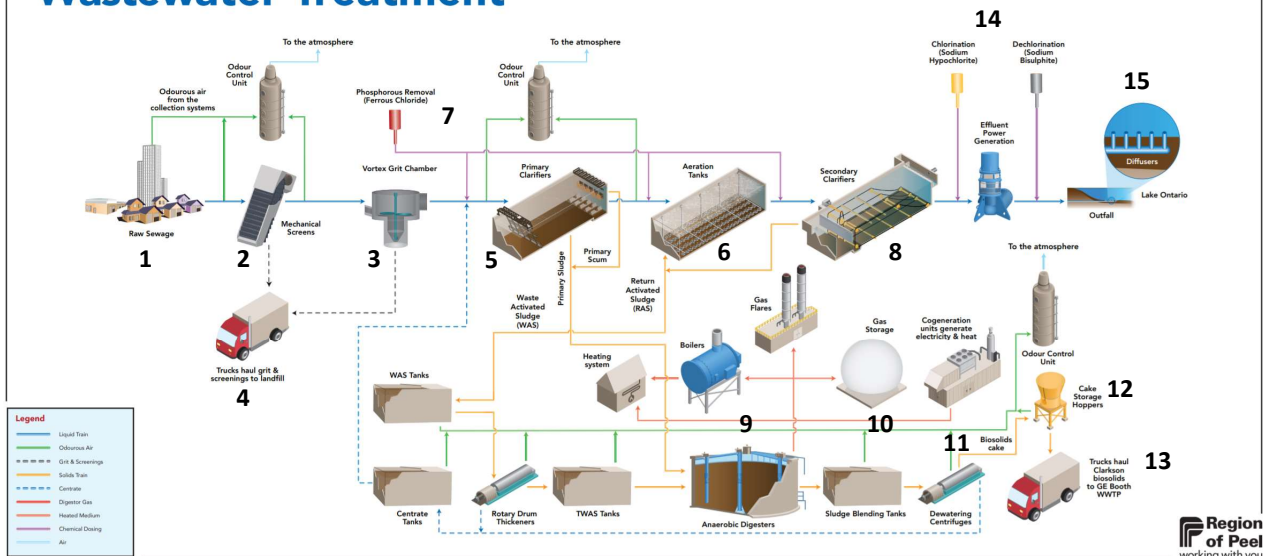 Wastewater Treatment
14
To the atmosphere
To the atmosphere
Chlorination
(Sodium
Hypochlorite)
Dechlorination
(Sodium
Bisulphite)
Odour
Control
Unit
Odour
Control
Unit
15
Odourous air
from the
collection systems
Phosphorous Removal
(Ferrous Chloride)
7
Effluent
Power
Generation
Diffusers
Vortex Grit Chamber
Primary
Clarifiers
Aeration
Tanks
Secondary
Clarifiers
Lake Ontario
Outfall
Mechanical
Screens
Raw Sewage
1
2
3
5
6
8
Primary Sludge
Primary
Scum
To the atmosphere
Waste
Activated
Sludge
(WAS)
Return
Activated
Sludge
(RAS)
Gas
Flares
Gas
Storage
Cogeneration
units generate
electricity & heat
Boilers
Heating
system
Odour Control
Unit
Trucks haul grit &
screenings to landfill
4
WAS Tanks
Cake
Storage
Hoppers
12
9
10
11
Biosolids
cake
Legend
Liquid Train
Odourous Air
Grit & Screenings
Solids Train
Centrate
Digestor Gas
Heated Medium
Chemical Dosing
Air
Trucks haul
Clarkson
biosolids
to GE Booth
WWTP
13
Centrate
Tanks
Rotary Drum
Thickeners
TWAS Tanks
Anaerobic Digesters
Sludge Blending Tanks
Dewatering
Centrifuges
Region
of Peel
working with you